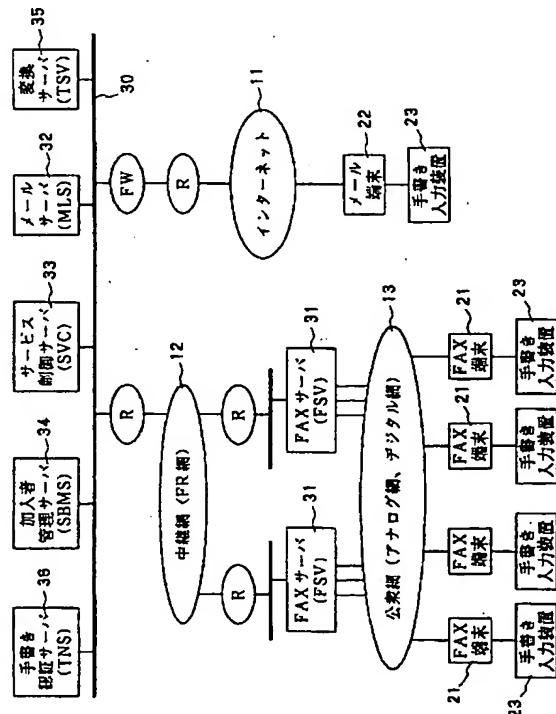 36
手書き
認証サーバ
(TNS)
34
加入者
管理サーバ
(SBMS)
33
サービス
制御サーバ
(SVC)
32
メール
サーバ
(MLS)
35
変換
サーバ
(TSV)
30
R
FW
12
中継網(FR網)
R
11
インターネット
R
R
31
FAXサーバ
(FSV)
31
FAXサーバ
(FSV)
22
メール
端末
13
公衆網(アナログ網、デジタル網)
23
手書き
入力装置
21
FAX
端末
FAX
端末
21
FAX
端末
21
FAX
端末
23
手書き
入力装置
手書き
入力装置
手書き
入力装置
23
手書き
入力装置